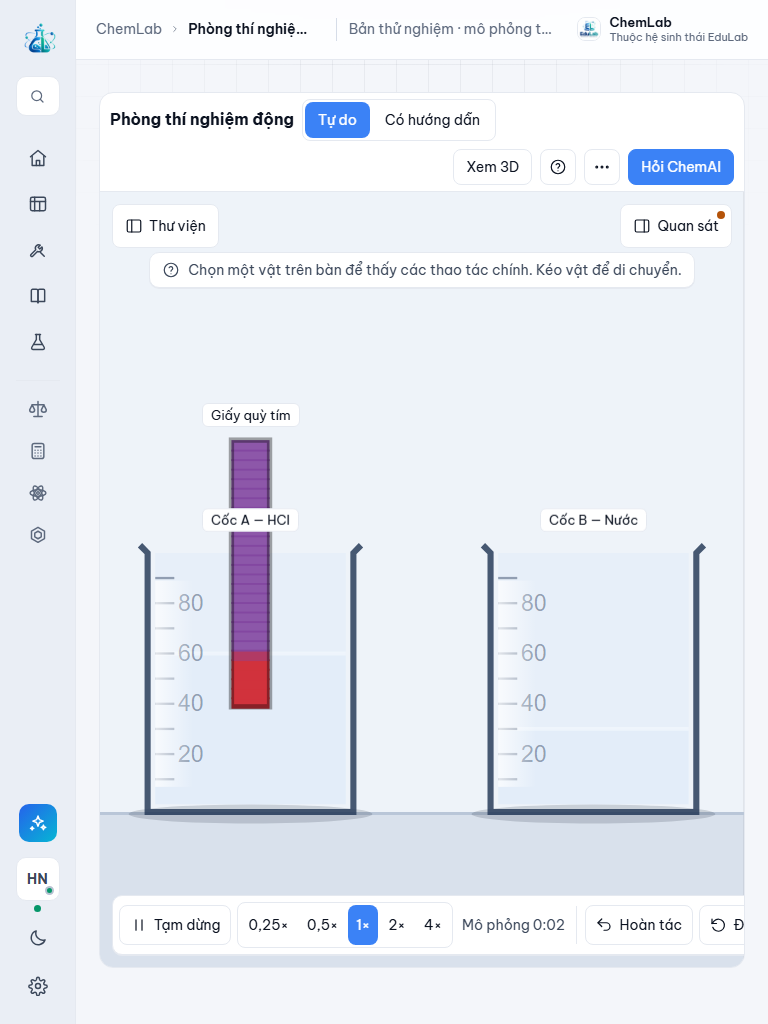 ChemLab
Phòng thí nghiệ...
Bản thử nghiệm · mô phỏng t...
ChemLab
Thuộc hệ sinh thái EduLab
Phòng thí nghiệm động
Tự do
Có hướng dẫn
Xem 3D
Hỏi ChemAI
Thư viện
Quan sát
Chọn một vật trên bàn để thấy các thao tác chính. Kéo vật để di chuyển.
Giấy quỳ tím
Cốc A — HCl
Cốc B — Nước
80
60
40
20
80
60
40
20
HN
Tạm dừng
0,25×
0,5×
1×
2×
4×
Mô phỏng 0:02
Hoàn tác